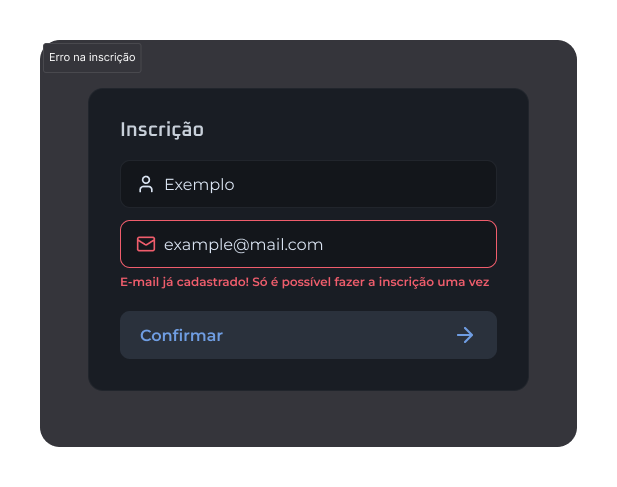 Erro na inscrição
Inscrição
Exemplo
example@mail.com
E-mail já cadastrado! Só é possível fazer a inscrição uma vez
Confirmar